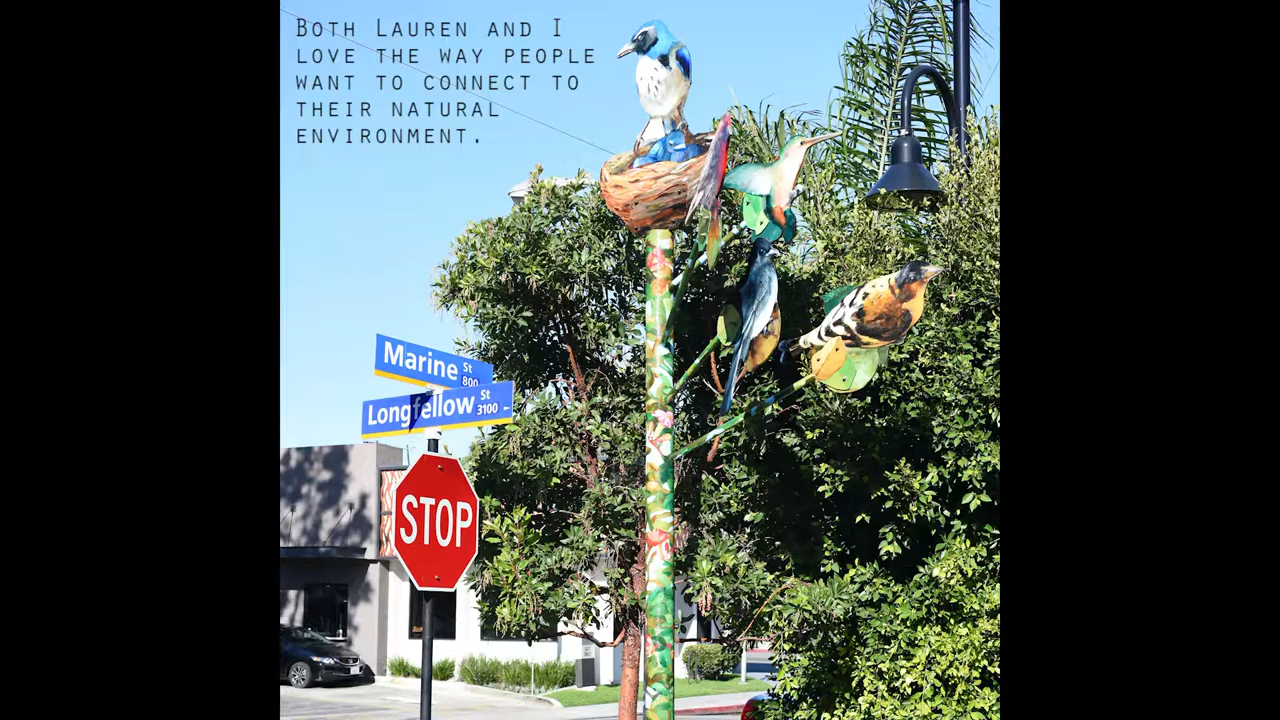 BOTH LAUREN AND I
LOVE THE WAY PEOPLE
WANT TO CONNECT TO
THEIR NATURAL
ENVIRONMENT.
Marine St 800
Longfellow St 3100
STOP